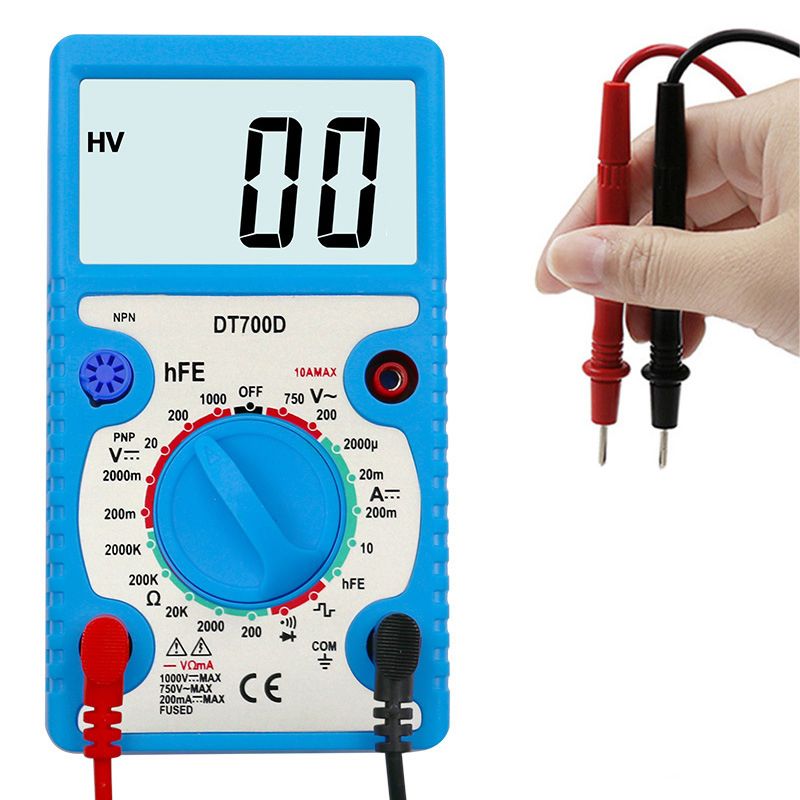 HV 00
NPN
DT700D
hFE
10AMAX
OFF
1000
750 V~
200
200
20
2000µ
PNP
V⎓
20m
2000m
A⎓
200m
200m
2000K
10
200K
hFE
Ω
20K
2000
200
COM
— VΩmA
1000V⎓MAX
750V~MAX
200mA⎓MAX
FUSED
CE